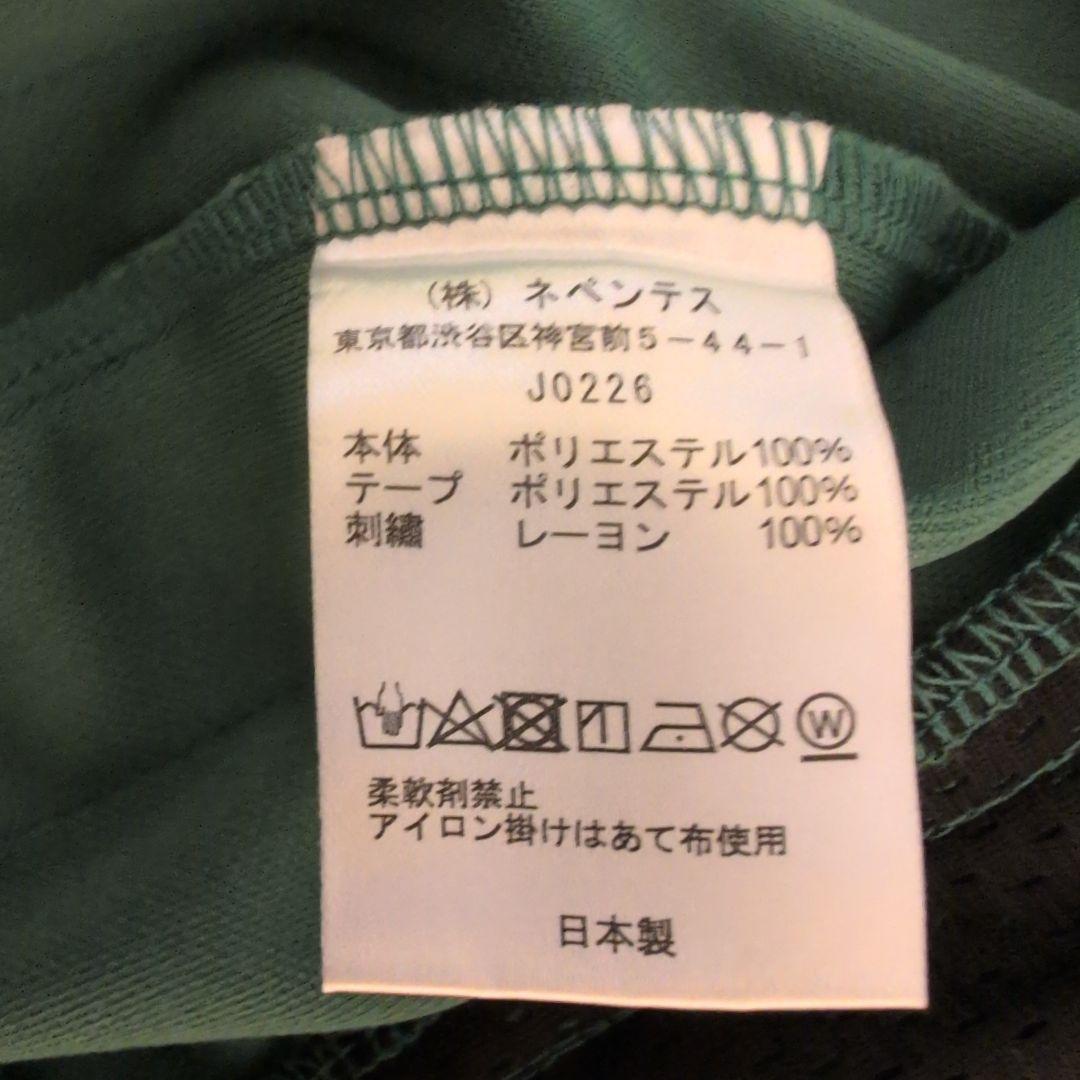 (株) ネペンテス
東京都渋谷区神宮前5-44-1
J0226
本体 ポリエステル100%
テープ ポリエステル100%
刺繡 レーヨン 100%
W
柔軟剤禁止
アイロン掛けはあて布使用
日本製